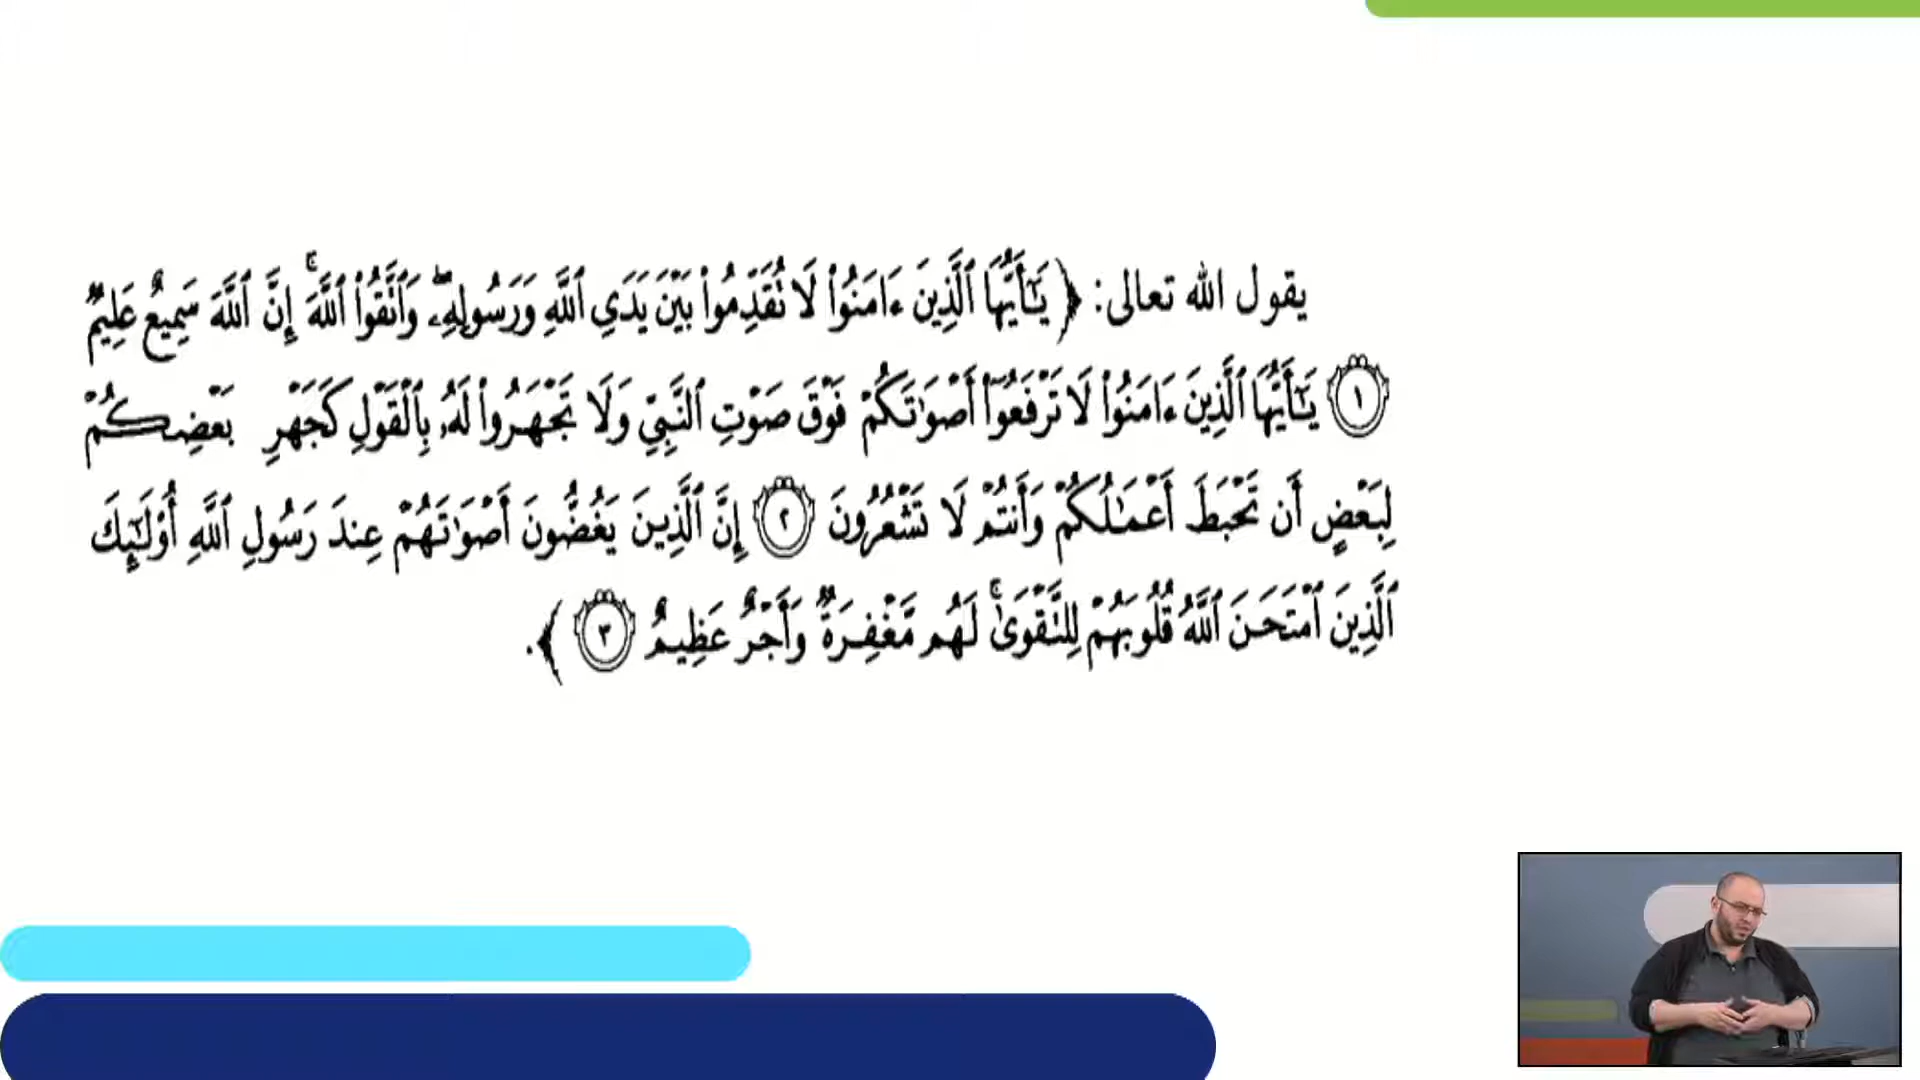 يقول الله تعالى: ﴿ يَـٰٓأَيُّهَا ٱلَّذِينَ ءَامَنُوا۟ لَا تُقَدِّمُوا۟ بَيْنَ يَدَىِ ٱللَّهِ وَرَسُولِهِۦ ۖ وَٱتَّقُوا۟ ٱللَّهَ ۚ إِنَّ ٱللَّهَ سَمِيعٌ عَلِيمٌ
١ يَـٰٓأَيُّهَا ٱلَّذِينَ ءَامَنُوا۟ لَا تَرْفَعُوٓا۟ أَصْوَٰتَكُمْ فَوْقَ صَوْتِ ٱلنَّبِىِّ وَلَا تَجْهَرُوا۟ لَهُۥ بِٱلْقَوْلِ كَجَهْرِ بَعْضِكُمْ
لِبَعْضٍ أَن تَحْبَطَ أَعْمَـٰلُكُمْ وَأَنتُمْ لَا تَشْعُرُونَ ٢ إِنَّ ٱلَّذِينَ يَغُضُّونَ أَصْوَٰتَهُمْ عِندَ رَسُولِ ٱللَّهِ أُو۟لَـٰٓئِكَ
ٱلَّذِينَ ٱمْتَحَنَ ٱللَّهُ قُلُوبَهُمْ لِلتَّقْوَىٰ ۚ لَهُم مَّغْفِرَةٌ وَأَجْرٌ عَظِيمٌ ٣ ﴾.